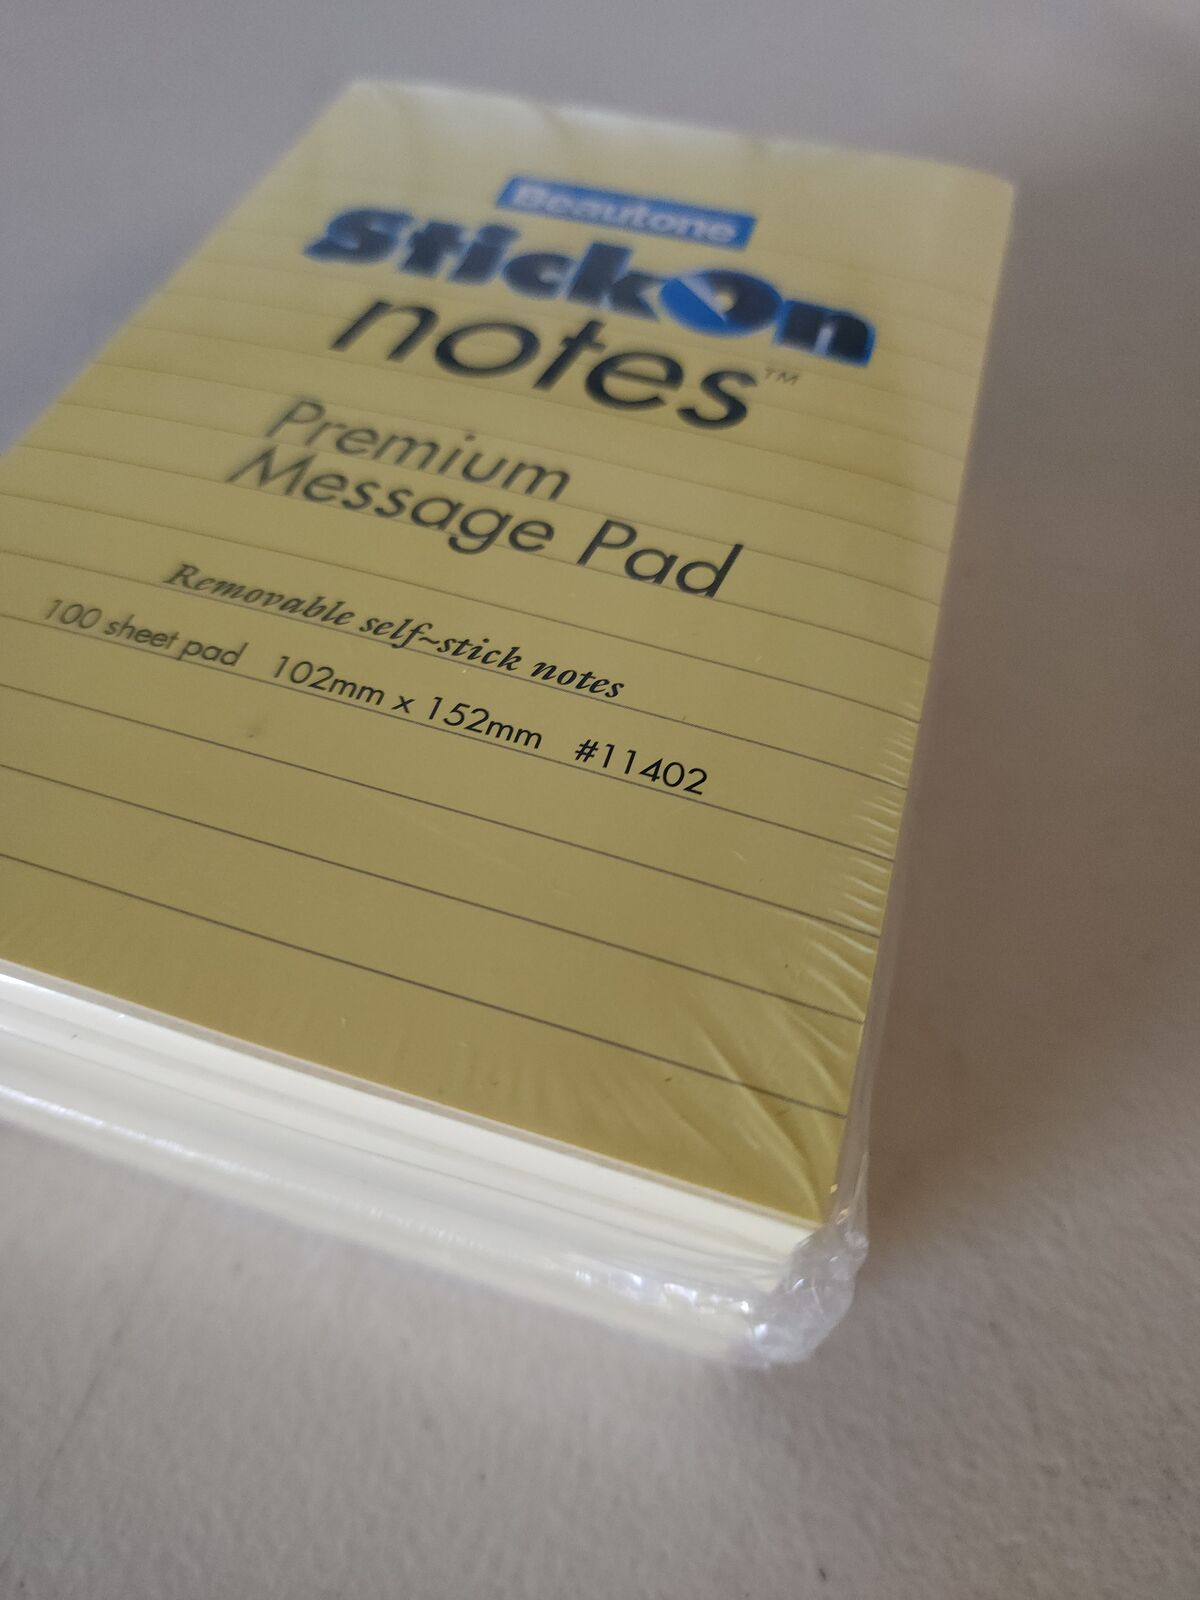 Beautone
StickOn
notes™
Premium
Message Pad
Removable self~stick notes
100 sheet pad 102mm x 152mm #11402